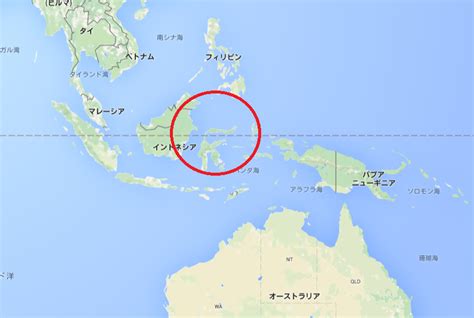 (ビルマ)
ガル湾
タイ
南シナ海
ベトナム
フィリピン
タイランド湾
マレーシア
インドネシア
バンダ海
パプア
ニューギニア
アラフラ海
ソロモン海
珊瑚海
NT
QLD
WA
ド洋
オーストラリア